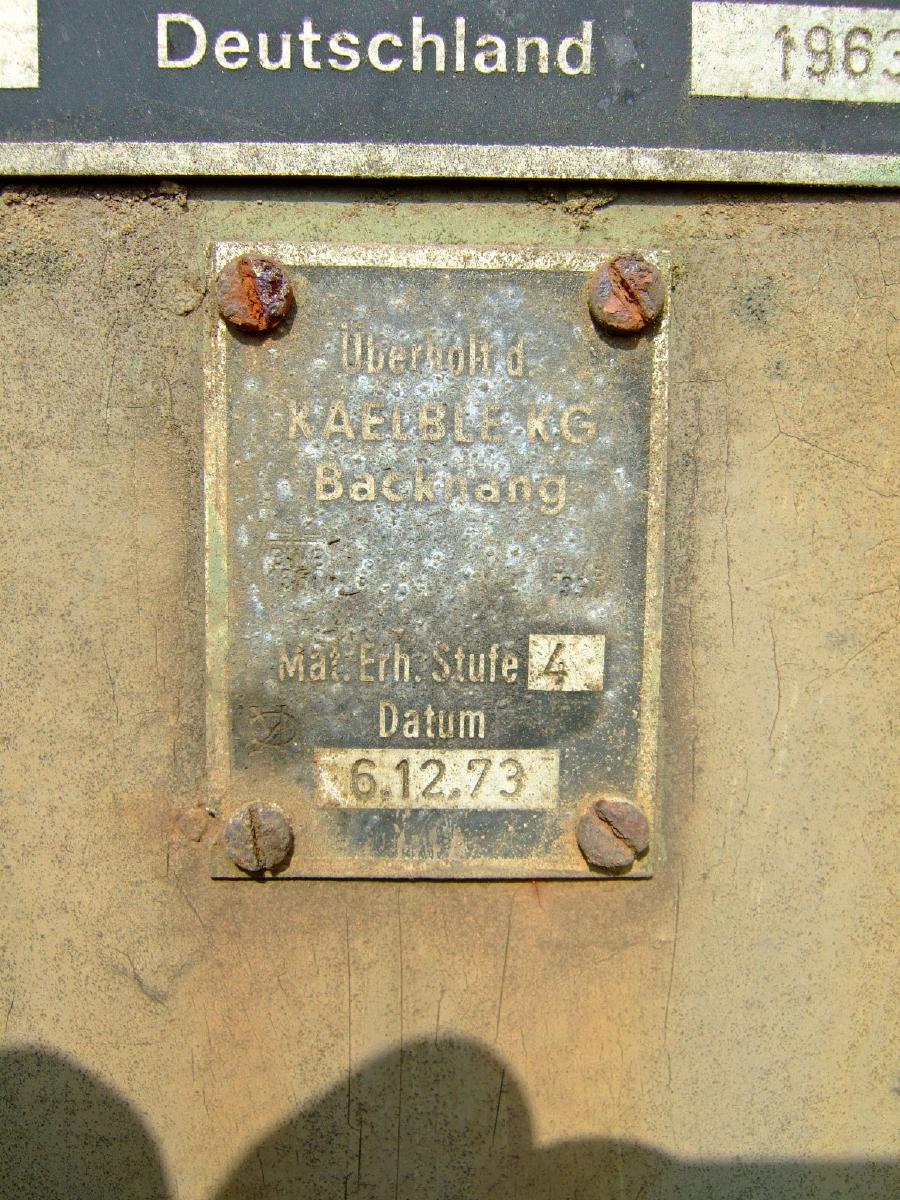 Deutschland 1963
Überholt d.
KAELBLE KG
Backnang
Mat. Erh. Stufe 4
Datum
6.12.73